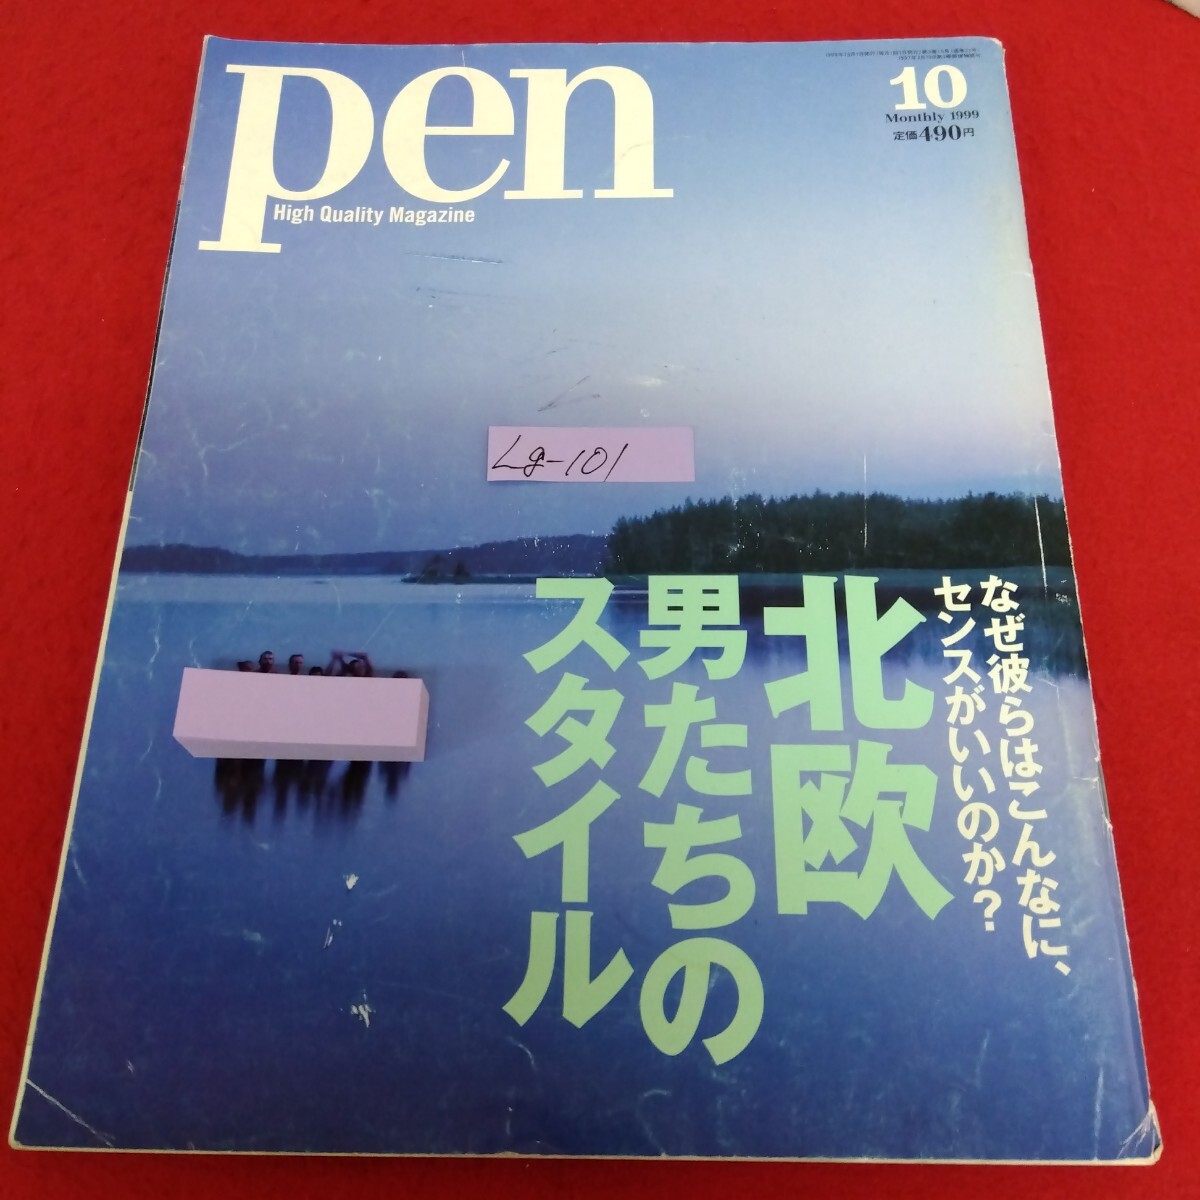 pen
High Quality Magazine
10
Monthly 1999
定価490円
Lg-101
なぜ彼らはこんなに、
センスがいいのか?
北欧
男たちの
スタイル